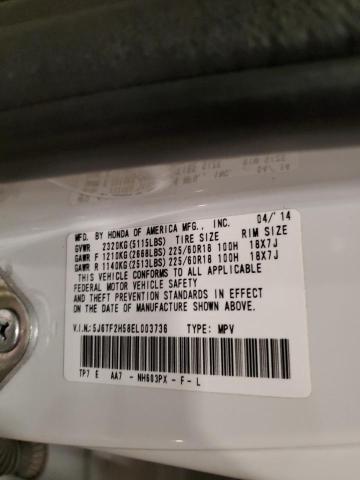 MFD. BY HONDA OF AMERICA MFG., INC. 04/ 14
GVWR 2320KG(5115LBS) TIRE SIZE RIM SIZE
GAWR F 1210KG(2668LBS) 225/60R18 100H 18X7J
GAWR R 1140KG(2513LBS) 225/60R18 100H 18X7J
THIS VEHICLE CONFORMS TO ALL APPLICABLE
FEDERAL MOTOR VEHICLE SAFETY AND
THEFT PREVENTION STANDARDS IN EFFECT
ON THE DATE OF MANUFACTURE SHOWN ABOVE.
V.I.N.: 5J6TF2H58EL003736 TYPE: MPV
TP7 E AA7 - NH603PX - F - L